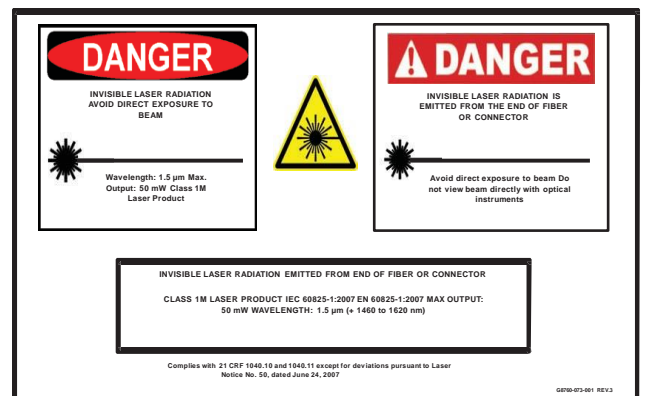 DANGER
INVISIBLE LASER RADIATION
AVOID DIRECT EXPOSURE TO
BEAM
Wavelength: 1.5 µm Max.
Output: 50 mW Class 1M
Laser Product
DANGER
INVISIBLE LASER RADIATION IS
EMITTED FROM THE END OF FIBER
OR CONNECTOR
Avoid direct exposure to beam Do
not view beam directly with optical
instruments
INVISIBLE LASER RADIATION EMITTED FROM END OF FIBER OR CONNECTOR
CLASS 1M LASER PRODUCT IEC 60825-1:2007 EN 60825-1:2007 MAX OUTPUT:
50 mW WAVELENGTH: 1.5 µm (+ 1460 to 1620 nm)
Complies with 21 CRF 1040.10 and 1040.11 except for deviations pursuant to Laser
Notice No. 50, dated June 24, 2007
G8760-073-001 REV.3